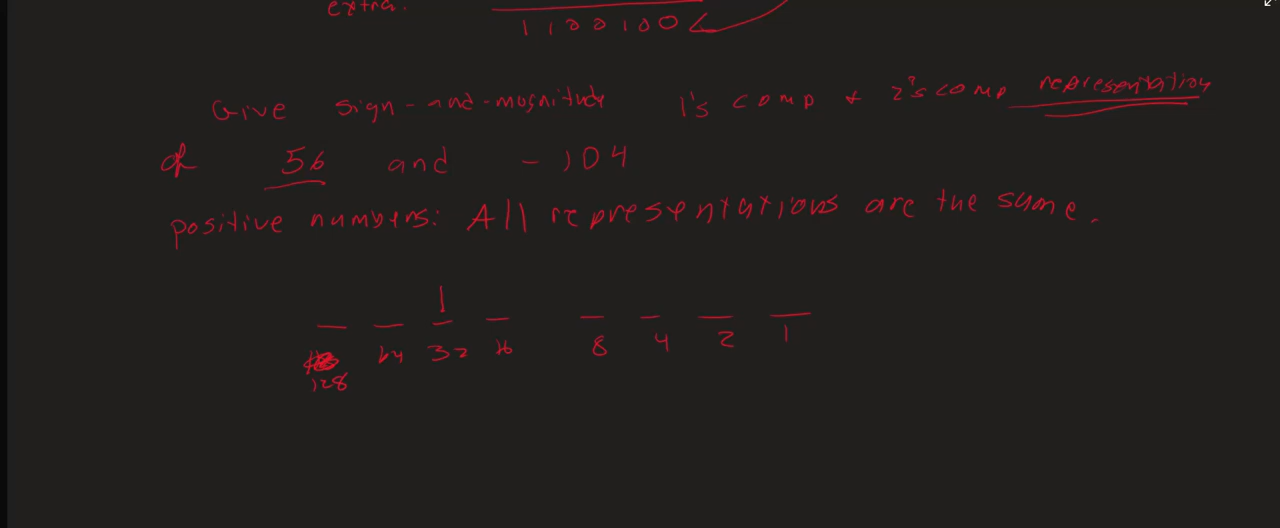 extra.
1100100
Give sign-and-magnitude 1's comp & 2's comp representation
of 56 and -104
positive numbers: All representations are the same.
1
64 32 16 8 4 2 1
128